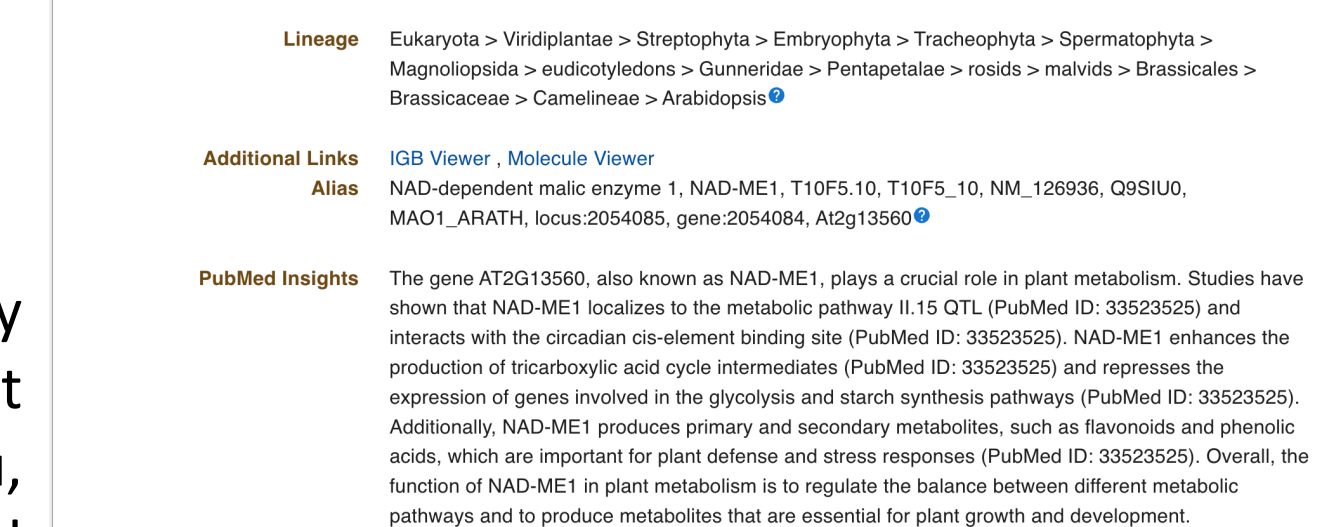 Lineage Eukaryota > Viridiplantae > Streptophyta > Embryophyta > Tracheophyta > Spermatophyta >
Magnoliopsida > eudicotyledons > Gunneridae > Pentapetalae > rosids > malvids > Brassicales >
Brassicaceae > Camelineae > Arabidopsis ?
Additional Links IGB Viewer , Molecule Viewer
Alias NAD-dependent malic enzyme 1, NAD-ME1, T10F5.10, T10F5_10, NM_126936, Q9SIU0,
MAO1_ARATH, locus:2054085, gene:2054084, At2g13560 ?
PubMed Insights The gene AT2G13560, also known as NAD-ME1, plays a crucial role in plant metabolism. Studies have
shown that NAD-ME1 localizes to the metabolic pathway II.15 QTL (PubMed ID: 33523525) and
interacts with the circadian cis-element binding site (PubMed ID: 33523525). NAD-ME1 enhances the
production of tricarboxylic acid cycle intermediates (PubMed ID: 33523525) and represses the
expression of genes involved in the glycolysis and starch synthesis pathways (PubMed ID: 33523525).
Additionally, NAD-ME1 produces primary and secondary metabolites, such as flavonoids and phenolic
acids, which are important for plant defense and stress responses (PubMed ID: 33523525). Overall, the
function of NAD-ME1 in plant metabolism is to regulate the balance between different metabolic
pathways and to produce metabolites that are essential for plant growth and development.
y
t